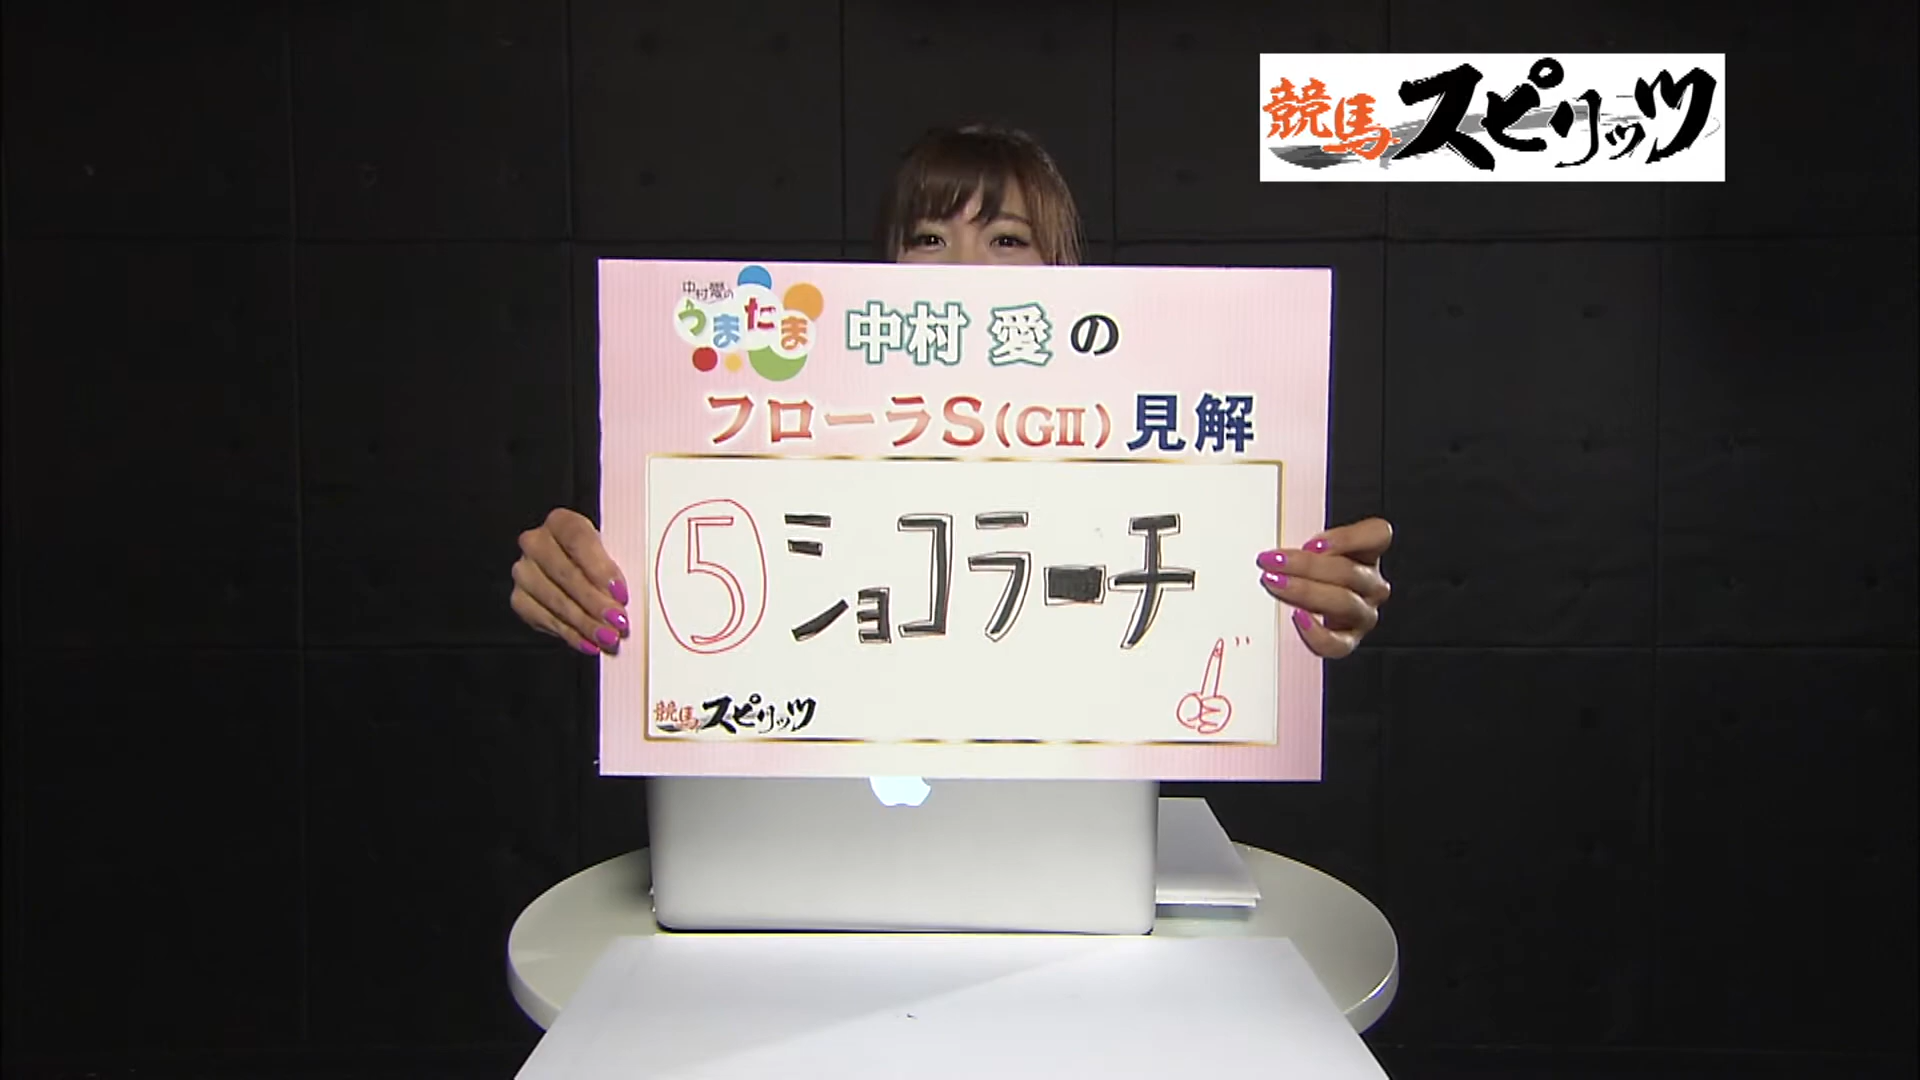 競馬スピリッツ
中村愛の
うまたま
中村 愛の
フローラS(GⅡ)見解
⑤ショコラーチ
競馬スピリッツ